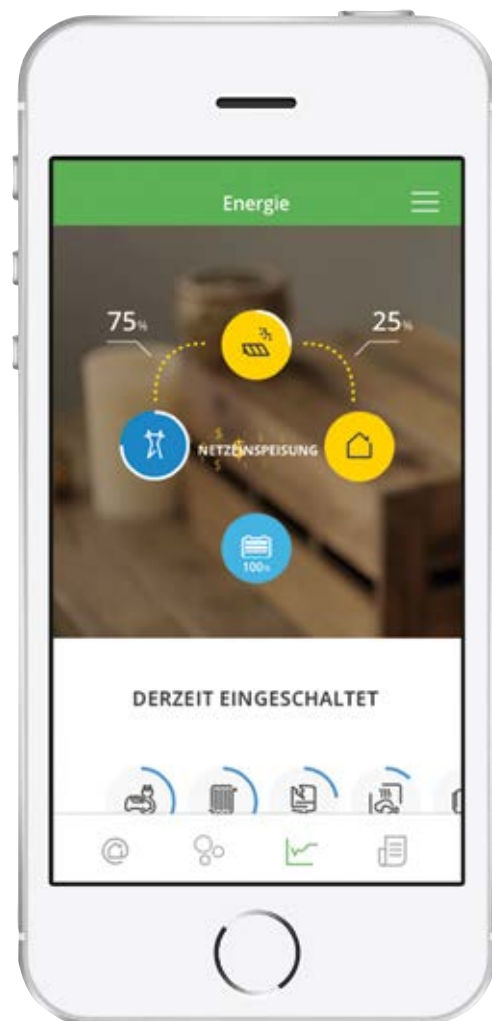 Energie
75%
25%
NETZEINSPEISUNG
100%
DERZEIT EINGESCHALTET